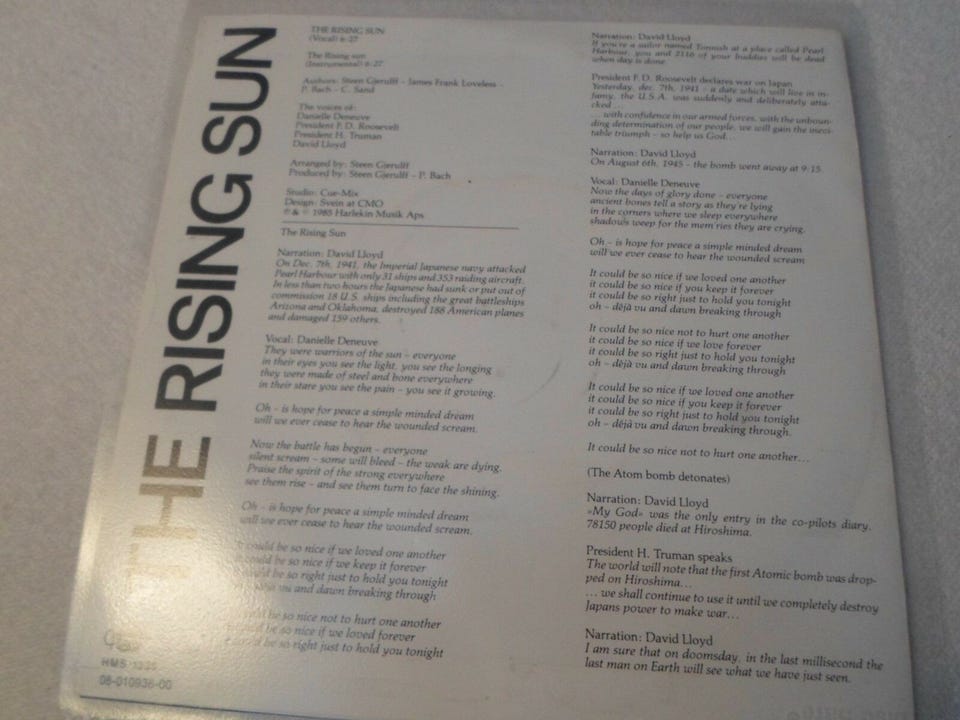 THE RISING SUN
THE RISING SUN
(Vocal) 6:27
The Rising sun
(Instrumental) 6:27
Authors: Steen Gjerulff – James Frank Loveless –
P. Bach – C. Sand
The voices of:
Danielle Deneuve
President F.D. Roosevelt
President H. Truman
David Lloyd
Arranged by: Steen Gjerulff
Produced by: Steen Gjerulff – P. Bach
Studio: Cue-Mix
Design: Svein at CMO
℗ & © 1985 Harlekin Musik Aps
The Rising Sun
Narration: David Lloyd
On Dec. 7th, 1941, the Imperial Japanese navy attacked
Pearl Harbour with only 31 ships and 353 raiding aircraft.
In less than two hours the Japanese had sunk or put out of
commission 18 U.S. ships including the great battleships
Arizona and Oklahoma, destroyed 188 American planes
and damaged 159 others.
Vocal: Danielle Deneuve
They were warriors of the sun – everyone
in their eyes you see the light, you see the longing
they were made of steel and bone everywhere
in their stare you see the pain – you see it growing.
Oh – is hope for peace a simple minded dream
will we ever cease to hear the wounded scream.
Now the battle has begun – everyone
silent scream – some will bleed – the weak are dying.
Praise the spirit of the strong everywhere
see them rise – and see them turn to face the shining.
Oh – is hope for peace a simple minded dream
will we ever cease to hear the wounded scream.
It could be so nice if we loved one another
it could be so nice if we keep it forever
could be so right just to hold you tonight
déja vu and dawn breaking through
could be so nice not to hurt one another
could be so nice if we loved forever
could be so right just to hold you tonight
HMS 1335
08-010936-00
Narration: David Lloyd
If you're a sailor named Tommsh at a place called Pearl
Harbour, you and 2116 of your buddies will be dead
when day is done
President F.D. Roosevelt declares war on Japan
Yesterday, dec. 7th, 1941 – a date which will live in in-
famy, the U.S.A. was suddenly and deliberately atta-
cked ...
... with confidence in our armed forces, with the unboun-
ding determination of our people, we will gain the inevi-
table triumph – so help us God...
Narration: David Lloyd
On August 6th, 1945 – the bomb went away at 9:15.
Vocal: Danielle Deneuve
Now the days of glory done – everyone
ancient bones tell a story as they're lying
in the corners where we sleep everywhere
shadows weep for the mem'ries they are crying.
Oh – is hope for peace a simple minded dream
will we ever cease to hear the wounded scream
It could be so nice if we loved one another
it could be so nice if you keep it forever
it could be so right just to hold you tonight
oh – déjà vu and dawn breaking through
It could be so nice not to hurt one another
it could be so nice if we love forever
it could be so right just to hold you tonight
oh – déjà vu and dawn breaking through.
It could be so nice if we loved one another
it could be so nice if you keep it forever
it could be so right just to hold you tonight
oh – déjà vu and dawn breaking through.
It could be so nice not to hurt one another...
(The Atom bomb detonates)
Narration: David Lloyd
»My God« was the only entry in the co-pilots diary.
78150 people died at Hiroshima.
President H. Truman speaks
The world will note that the first Atomic bomb was drop-
ped on Hiroshima...
... we shall continue to use it until we completely destroy
Japans power to make war...
Narration: David Lloyd
I am sure that on doomsday, in the last millisecond the
last man on Earth will see what we have just seen.